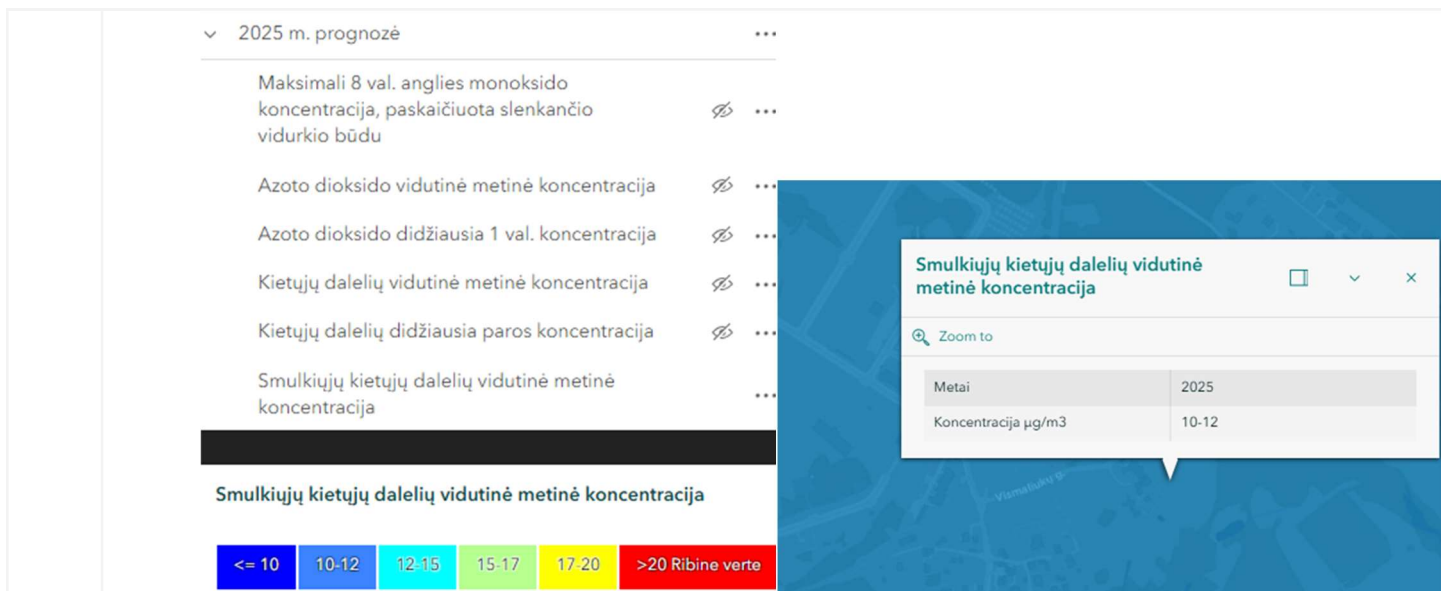 2025 m. prognozė
Maksimali 8 val. anglies monoksido
koncentracija, paskaičiuota slenkančio
vidurkio būdu
Azoto dioksido vidutinė metinė koncentracija
Azoto dioksido didžiausia 1 val. koncentracija
Kietųjų dalelių vidutinė metinė koncentracija
Kietųjų dalelių didžiausia paros koncentracija
Smulkiųjų kietųjų dalelių vidutinė metinė
koncentracija
Smulkiųjų kietųjų dalelių vidutinė metinė koncentracija
<= 10 10-12 12-15 15-17 17-20 >20 Ribine verte
Smulkiųjų kietųjų dalelių vidutinė
metinė koncentracija
Zoom to
Metai 2025
Koncentracija µg/m3 10-12
Vismaliukų g.